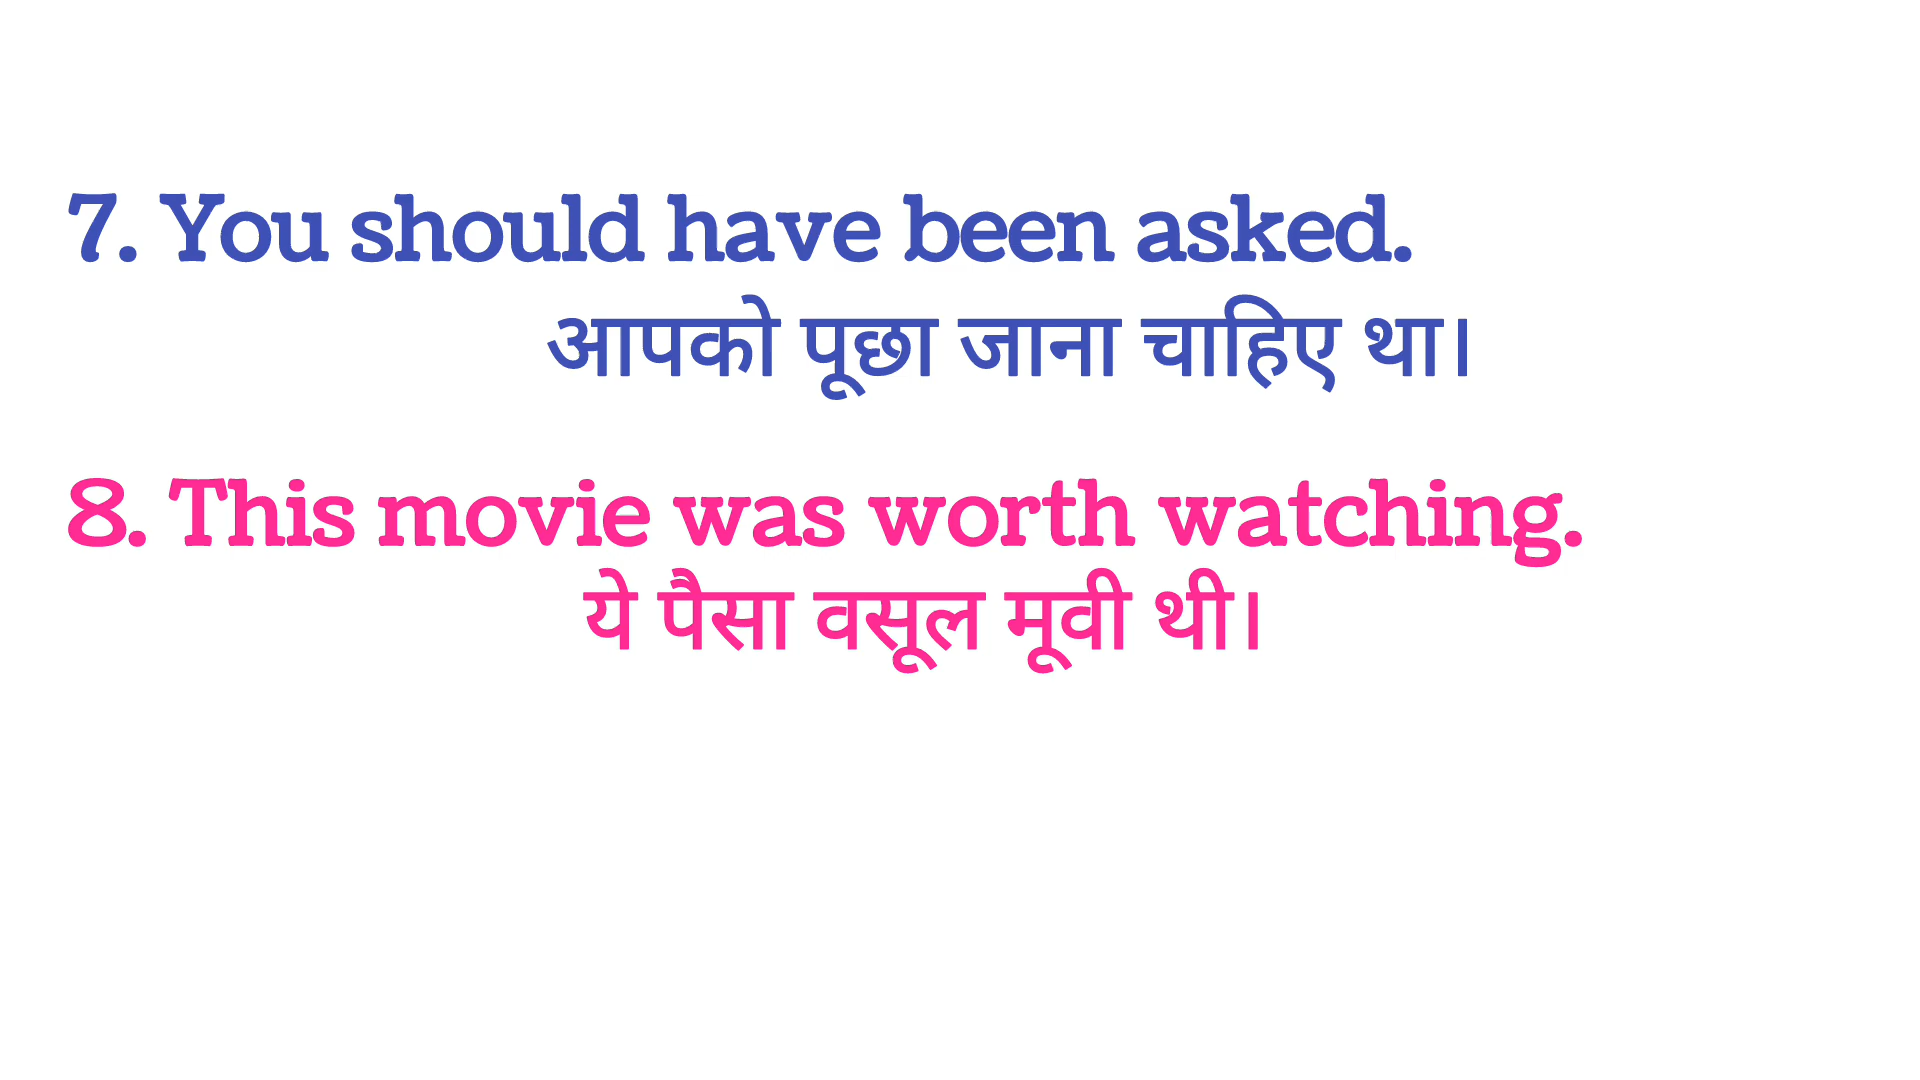 7. You should have been asked.
आपको पूछा जाना चाहिए था।
8. This movie was worth watching.
ये पैसा वसूल मूवी थी।